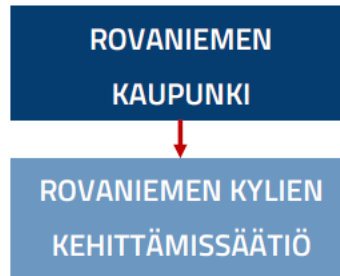 ROVANIEMEN
KAUPUNKI
ROVANIEMEN KYLIEN
KEHITTÄMISSÄÄTIÖ